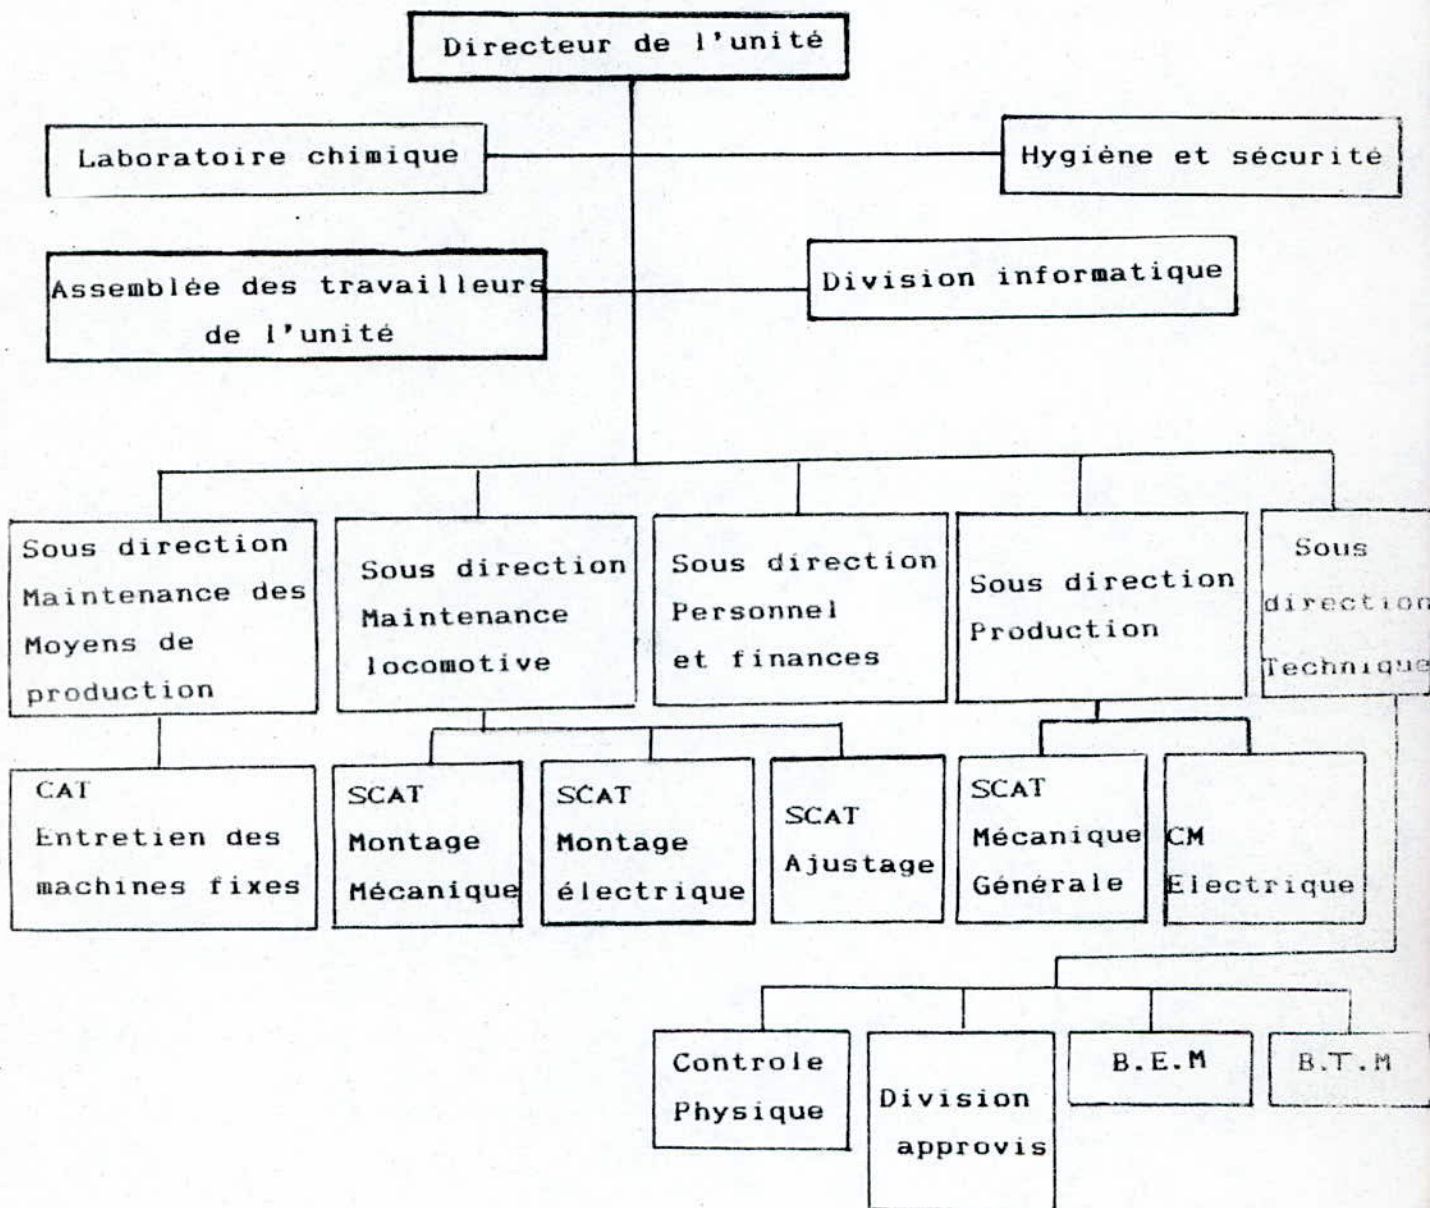 Directeur de l'unité
Laboratoire chimique
Hygiène et sécurité
Assemblée des travailleurs
de l'unité
Division informatique
Sous direction
Maintenance des
Moyens de
production
Sous direction
Maintenance
locomotive
Sous direction
Personnel
et finances
Sous direction
Production
Sous
direction
Technique
CAT
Entretien des
machines fixes
SCAT
Montage
Mécanique
SCAT
Montage
électrique
SCAT
Ajustage
SCAT
Mécanique
Générale
CM
Electrique
Controle
Physique
Division
approvis
B.E.M
B.T.M